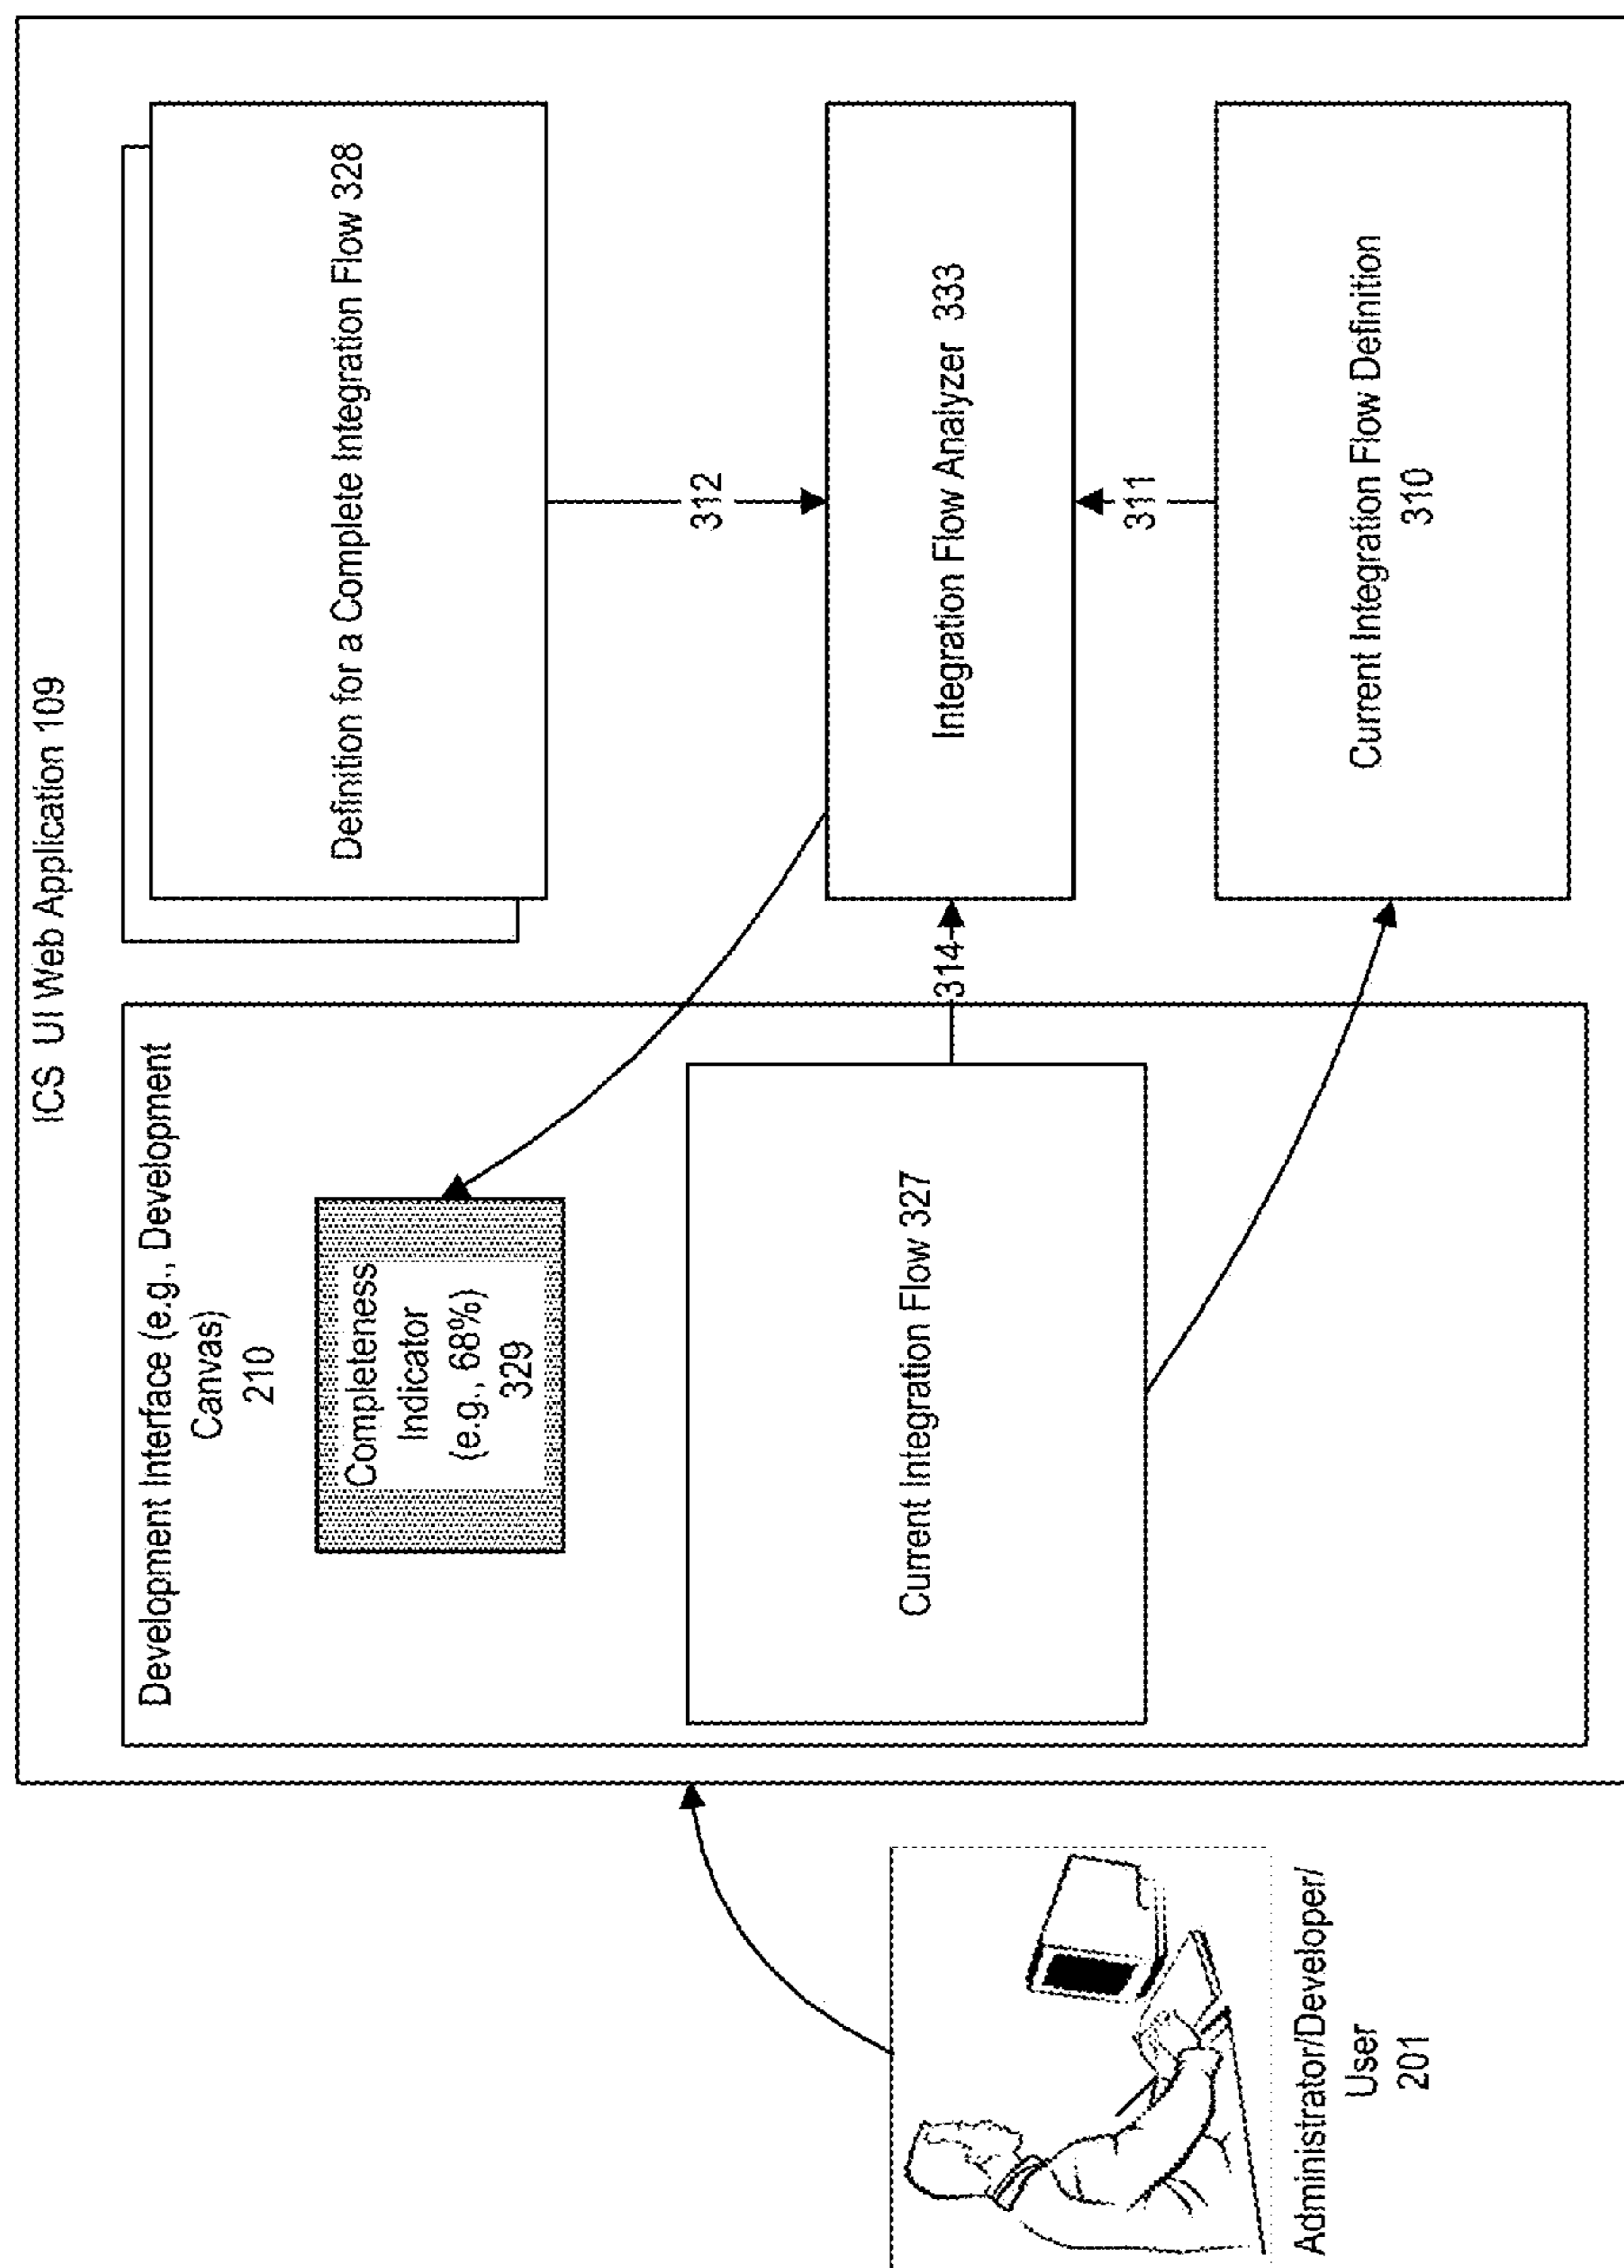 ICS UI Web Application 109
Development Interface (e.g., Development
Canvas)
210
Completeness
Indicator
(e.g., 68%)
329
Current Integration Flow 327
Definition for a Complete Integration Flow 328
312
314
Integration Flow Analyzer 333
311
Current Integration Flow Definition
310
Administrator/Developer/
User
201